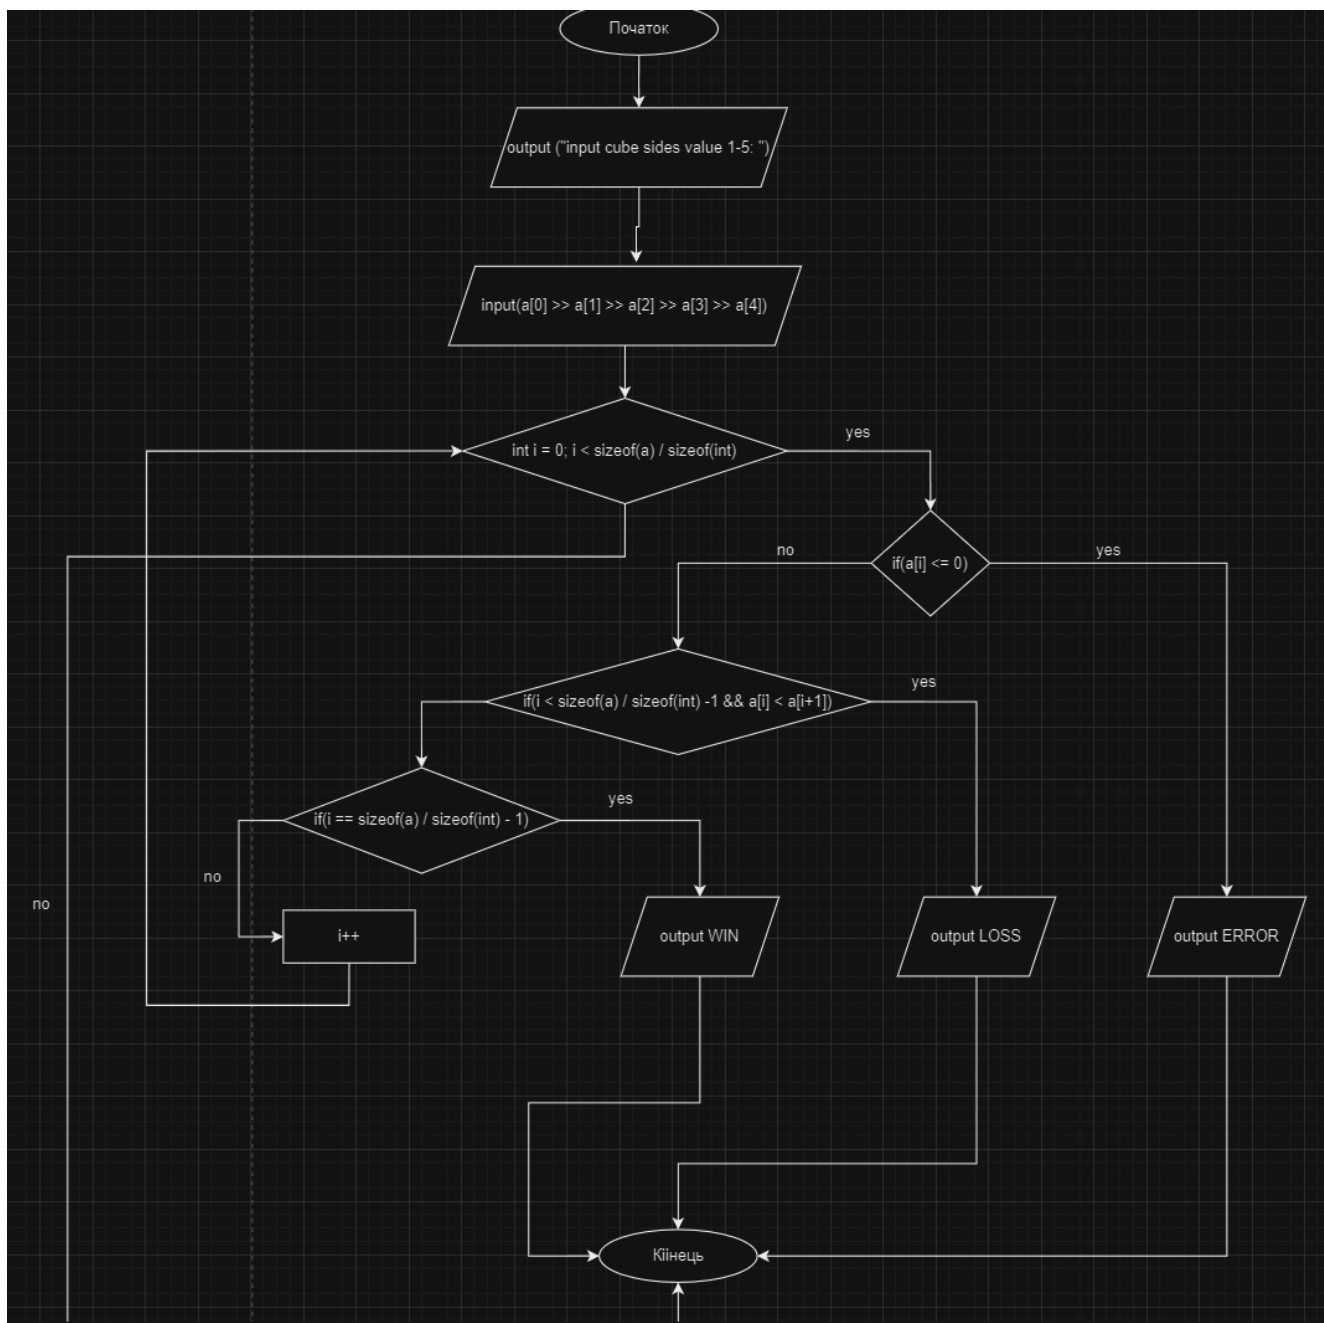 Початок
output ("input cube sides value 1-5: ")
input(a[0] >> a[1] >> a[2] >> a[3] >> a[4])
int i = 0; i < sizeof(a) / sizeof(int)
yes
if(a[i] <= 0)
no
yes
if(i < sizeof(a) / sizeof(int) -1 && a[i] < a[i+1])
yes
if(i == sizeof(a) / sizeof(int) - 1)
yes
no
no
i++
output WIN
output LOSS
output ERROR
Кіінець